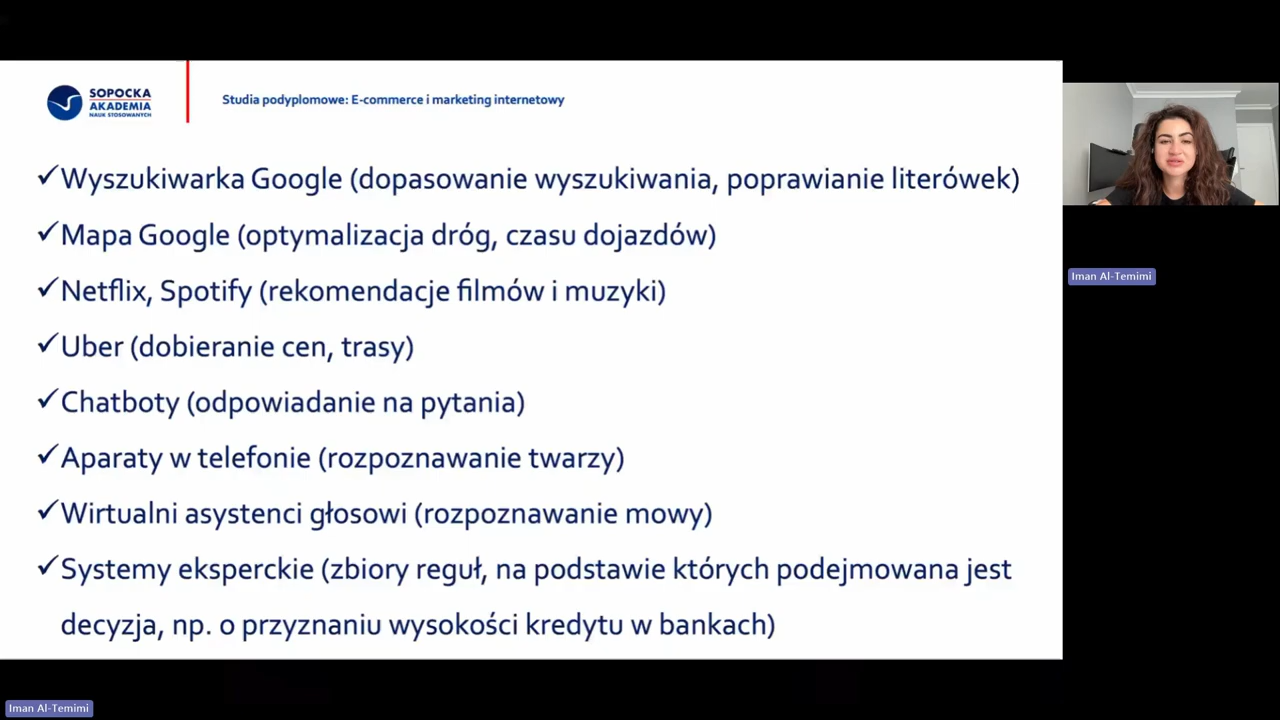 SOPOCKA
AKADEMIA
NAUK STOSOWANYCH
Studia podyplomowe: E-commerce i marketing internetowy
✓Wyszukiwarka Google (dopasowanie wyszukiwania, poprawianie literówek)
✓Mapa Google (optymalizacja dróg, czasu dojazdów)
✓Netflix, Spotify (rekomendacje filmów i muzyki)
✓Uber (dobieranie cen, trasy)
✓Chatboty (odpowiadanie na pytania)
✓Aparaty w telefonie (rozpoznawanie twarzy)
✓Wirtualni asystenci głosowi (rozpoznawanie mowy)
✓Systemy eksperckie (zbiory reguł, na podstawie których podejmowana jest
decyzja, np. o przyznaniu wysokości kredytu w bankach)
Iman Al-Temimi
Iman Al-Temimi